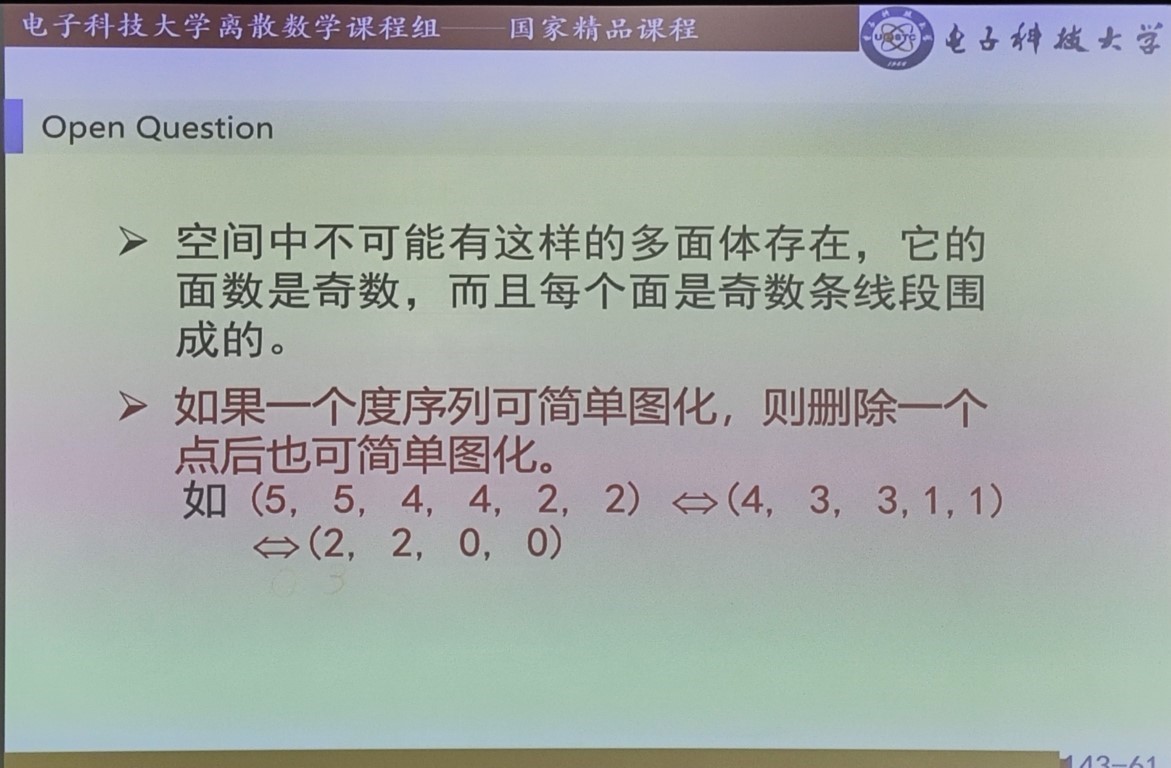 电子科技大学离散数学课程组——国家精品课程
电子科技大学
Open Question
➢ 空间中不可能有这样的多面体存在，它的
面数是奇数，而且每个面是奇数条线段围
成的。
➢ 如果一个度序列可简单图化，则删除一个
点后也可简单图化。
如（5， 5， 4， 4， 2， 2）⇔（4， 3， 3,1,1）
⇔（2， 2， 0， 0）
143-61